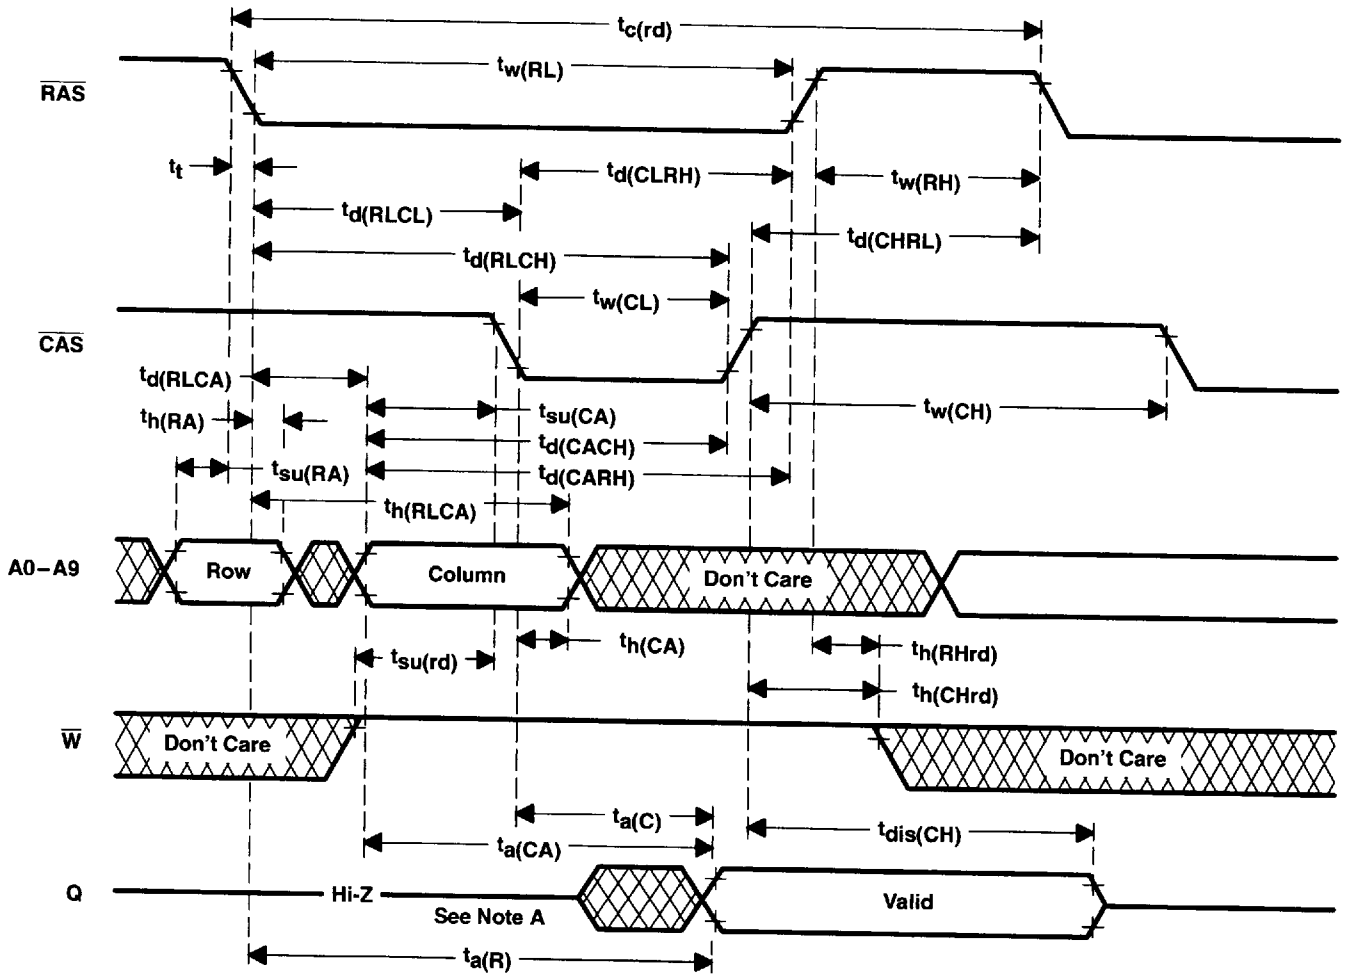 tc(rd)
tw(RL)
RAS
tt
td(CLRH)
tw(RH)
td(RLCL)
td(CHRL)
td(RLCH)
tw(CL)
CAS
td(RLCA)
th(RA)
tsu(CA)
tw(CH)
td(CACH)
tsu(RA)
td(CARH)
th(RLCA)
A0–A9
Row
Column
Don't Care
tsu(rd)
th(CA)
th(RHrd)
th(CHrd)
W
Don't Care
Don't Care
ta(C)
ta(CA)
tdis(CH)
Q
Hi-Z
See Note A
Valid
ta(R)